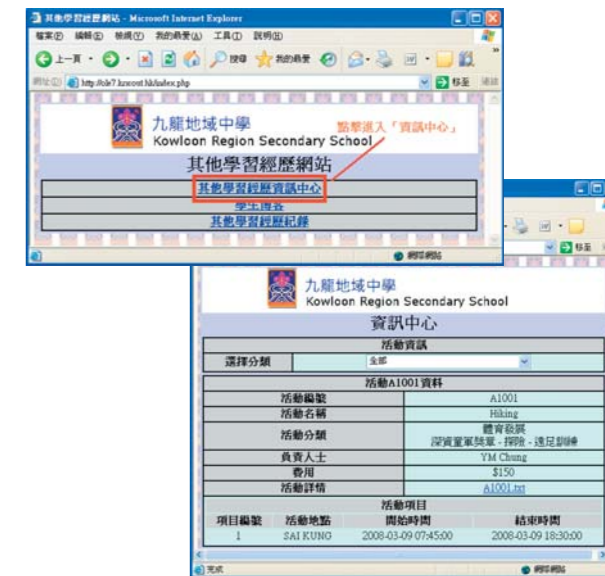 其他學習經歷網站 - Microsoft Internet Explorer
檔案(F) 編輯(E) 檢視(V) 我的最愛(A) 工具(T) 說明(H)
上一頁 搜尋 我的最愛
網址(D) 移至 連結
九龍地域中學
Kowloon Region Secondary School
點擊進入「資訊中心」
其他學習經歷網站
其他學習經歷資訊中心
學生博客
其他學習經歷紀錄
網際網路
移至
九龍地域中學
Kowloon Region Secondary School
資訊中心
活動資訊
選擇分類 全部
活動A1001資料
活動編號 A1001
活動名稱 Hiking
活動分類 體育發展
深資童軍獎章 - 探險 - 遠足訓練
負責人士 YM Chung
費用 $150
活動詳情 A1001.txt
活動項目
項目編號 活動地點 開始時間 結束時間
1 SAI KUNG 2008-03-09 07:45:00 2008-03-09 18:30:00
完成 網際網路